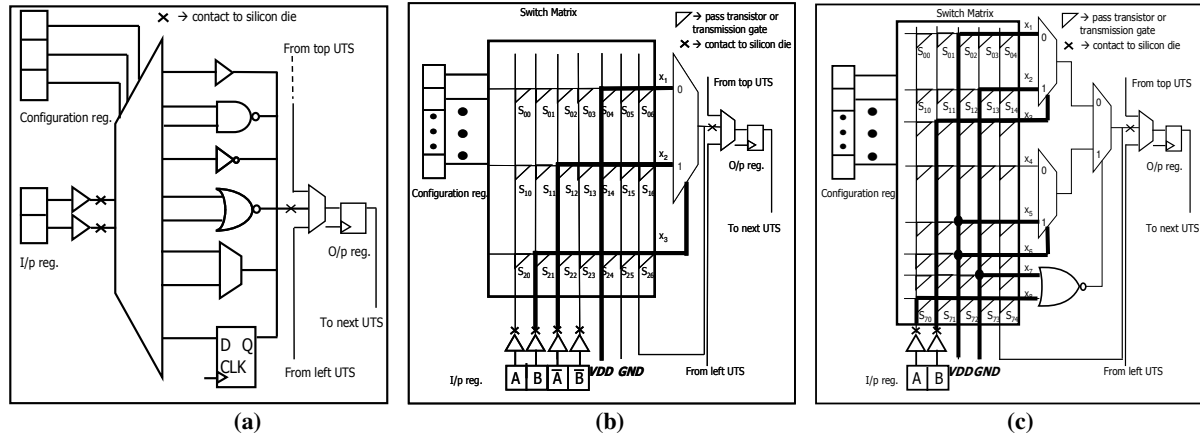 → contact to silicon die
From top UTS
Configuration reg.
I/p reg.
D Q
CLK
O/p reg.
To next UTS
From left UTS
(a)
Switch Matrix
→ pass transistor or
transmission gate
→ contact to silicon die
From top UTS
x1
0
S00 S01 S02 S03 S04 S05 S06
Configuration reg.
x2
1
S10 S11 S12 S13 S14 S15 S16
O/p reg.
To next UTS
x3
S20 S21 S22 S23 S24 S25 S26
From left UTS
I/p reg.
A B A̅ B̅ VDD GND
(b)
Switch Matrix
→ pass transistor or
transmission gate
→ contact to silicon die
x1
0
S00 S01 S02 S03 S04
x2
1
From top UTS
0
S10 S11 S12 S13 S14
Configuration reg.
x4
0
1
O/p reg.
x5
1
To next UTS
x7
S70 S71 S72 S73 S74
From left UTS
I/p reg.
A B VDD GND
(c)